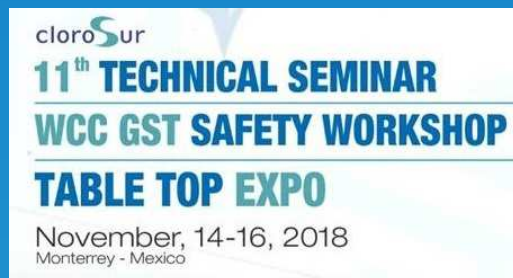 cloroSur
11th TECHNICAL SEMINAR
WCC GST SAFETY WORKSHOP
TABLE TOP EXPO
November, 14-16, 2018
Monterrey - Mexico